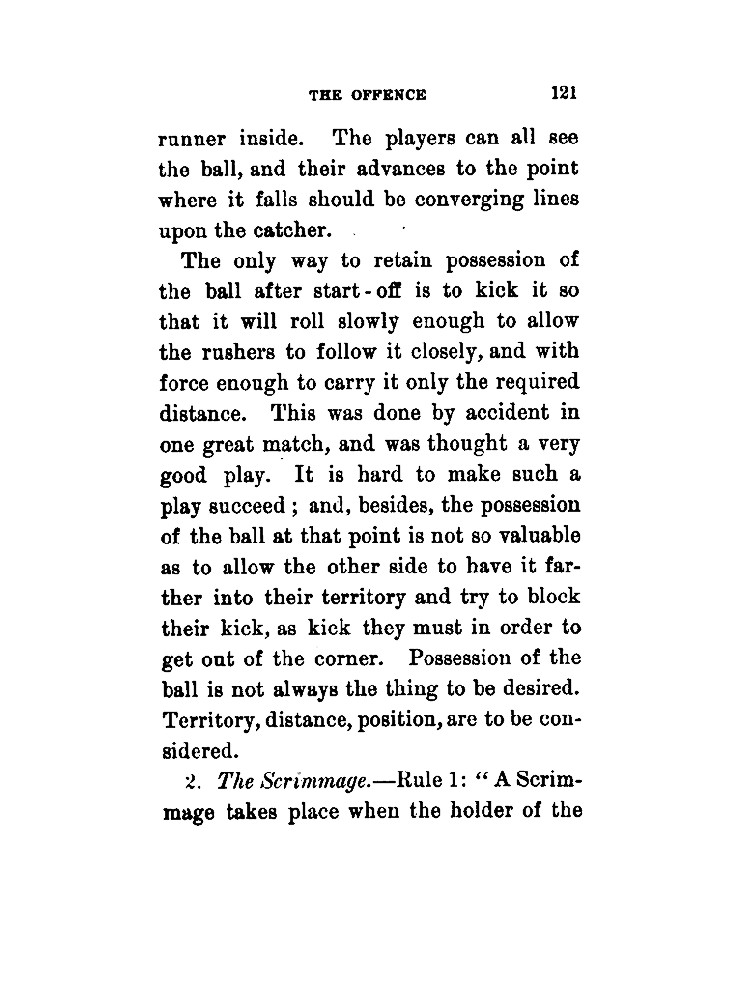 THE OFFENCE 121
runner inside. The players can all see
the ball, and their advances to the point
where it falls should be converging lines
upon the catcher.
The only way to retain possession of
the ball after start-off is to kick it so
that it will roll slowly enough to allow
the rushers to follow it closely, and with
force enough to carry it only the required
distance. This was done by accident in
one great match, and was thought a very
good play. It is hard to make such a
play succeed; and, besides, the possession
of the ball at that point is not so valuable
as to allow the other side to have it far-
ther into their territory and try to block
their kick, as kick they must in order to
get out of the corner. Possession of the
ball is not always the thing to be desired.
Territory, distance, position, are to be con-
sidered.
2. The Scrimmage.—Rule 1: “A Scrim-
mage takes place when the holder of the